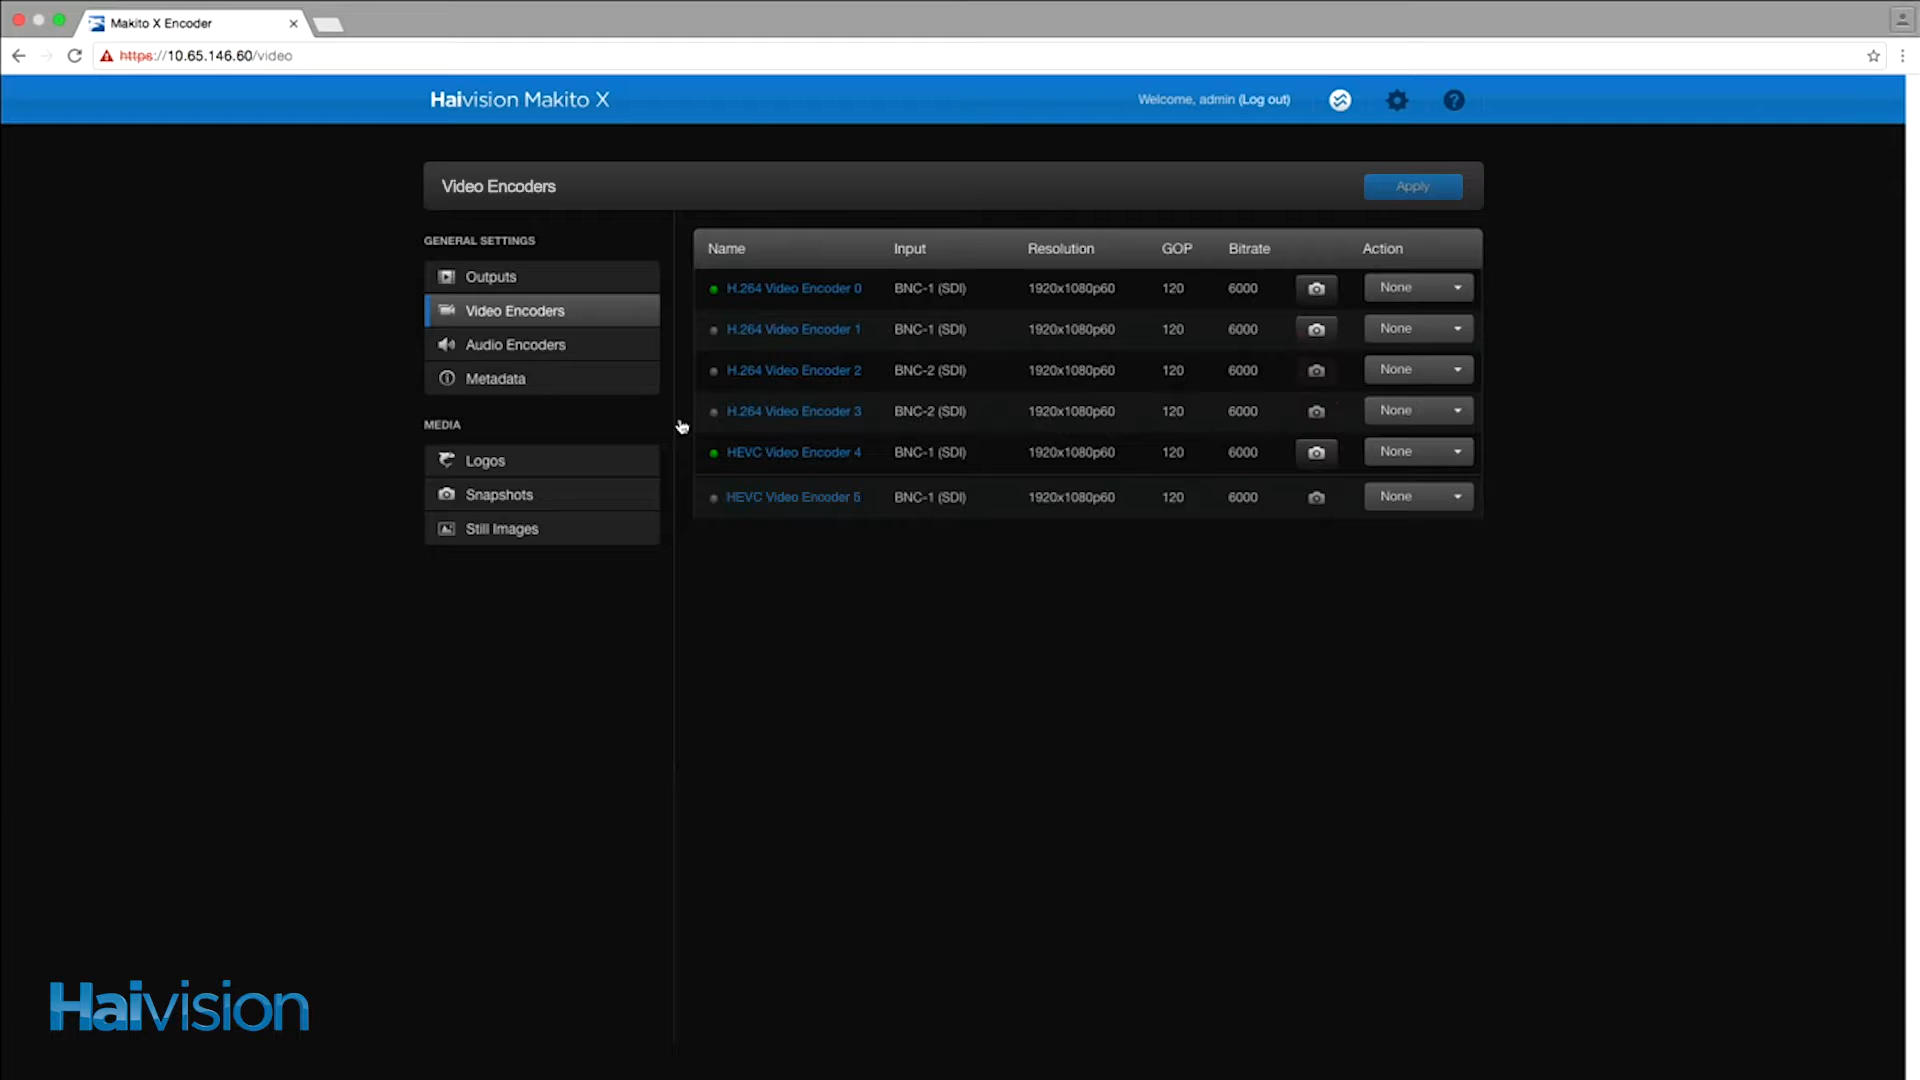 Makito X Encoder
https://10.65.146.60/video
Haivision Makito X
Welcome, admin (Log out)
Video Encoders
Apply
GENERAL SETTINGS
Outputs
Video Encoders
Audio Encoders
Metadata
MEDIA
Logos
Snapshots
Still Images
Name Input Resolution GOP Bitrate Action
H.264 Video Encoder 0 BNC-1 (SDI) 1920x1080p60 120 6000 None
H.264 Video Encoder 1 BNC-1 (SDI) 1920x1080p60 120 6000 None
H.264 Video Encoder 2 BNC-2 (SDI) 1920x1080p60 120 6000 None
H.264 Video Encoder 3 BNC-2 (SDI) 1920x1080p60 120 6000 None
HEVC Video Encoder 4 BNC-1 (SDI) 1920x1080p60 120 6000 None
HEVC Video Encoder 5 BNC-1 (SDI) 1920x1080p60 120 6000 None
Haivision